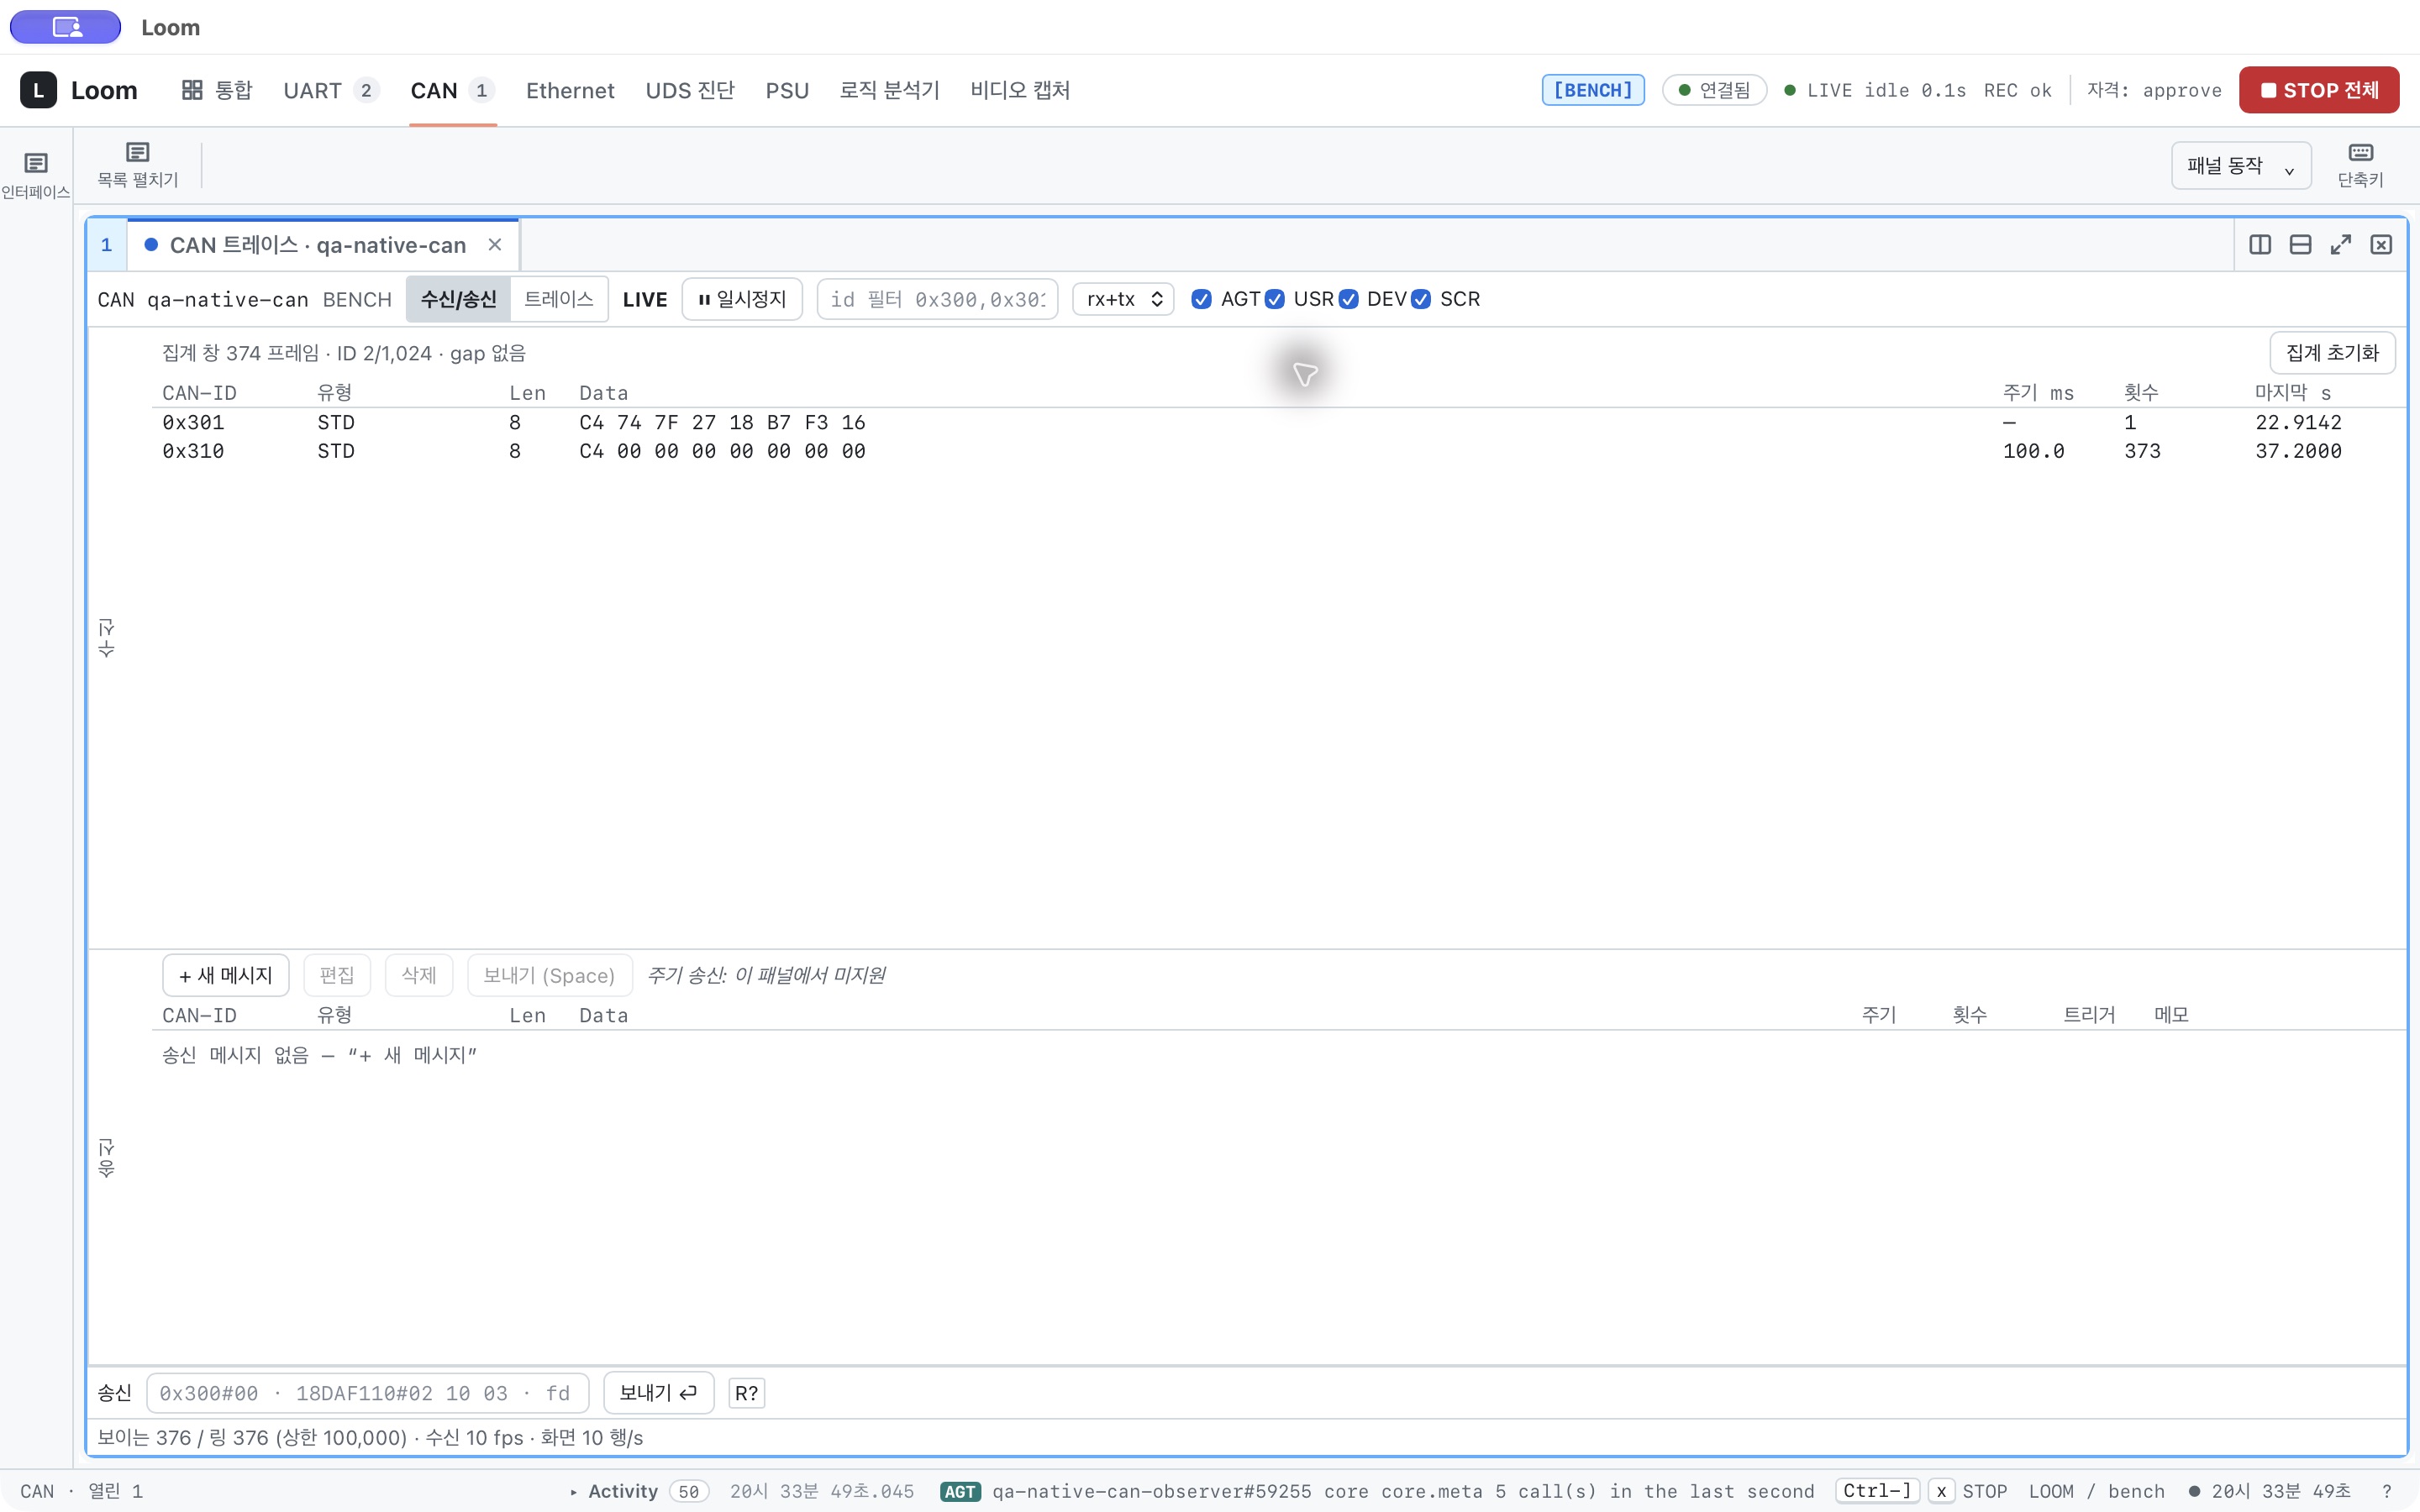 Loom
L Loom 통합 UART 2 CAN 1 Ethernet UDS 진단 PSU 로직 분석기 비디오 캡처 [BENCH] 연결됨 LIVE idle 0.1s REC ok 자격: approve STOP 전체
인터페이스 목록 펼치기 패널 동작 단축키
1 CAN 트레이스 · qa-native-can ×
CAN qa-native-can BENCH 수신/송신 트레이스 LIVE 일시정지 id 필터 0x300,0x301 rx+tx AGT USR DEV SCR
집계 창 374 프레임 · ID 2/1,024 · gap 없음 집계 초기화
CAN-ID 유형 Len Data 주기 ms 횟수 마지막 s
0x301 STD 8 C4 74 7F 27 18 B7 F3 16 — 1 22.9142
0x310 STD 8 C4 00 00 00 00 00 00 00 100.0 373 37.2000
수신
+ 새 메시지 편집 삭제 보내기 (Space) 주기 송신: 이 패널에서 미지원
CAN-ID 유형 Len Data 주기 횟수 트리거 메모
송신 메시지 없음 — “+ 새 메시지”
송신
송신 0x300#00 · 18DAF110#02 10 03 · fd 보내기 R?
보이는 376 / 링 376 (상한 100,000) · 수신 10 fps · 화면 10 행/s
CAN · 열린 1 Activity 50 20시 33분 49초.045 AGT qa-native-can-observer#59255 core core.meta 5 call(s) in the last second Ctrl-] x STOP LOOM / bench 20시 33분 49초 ?